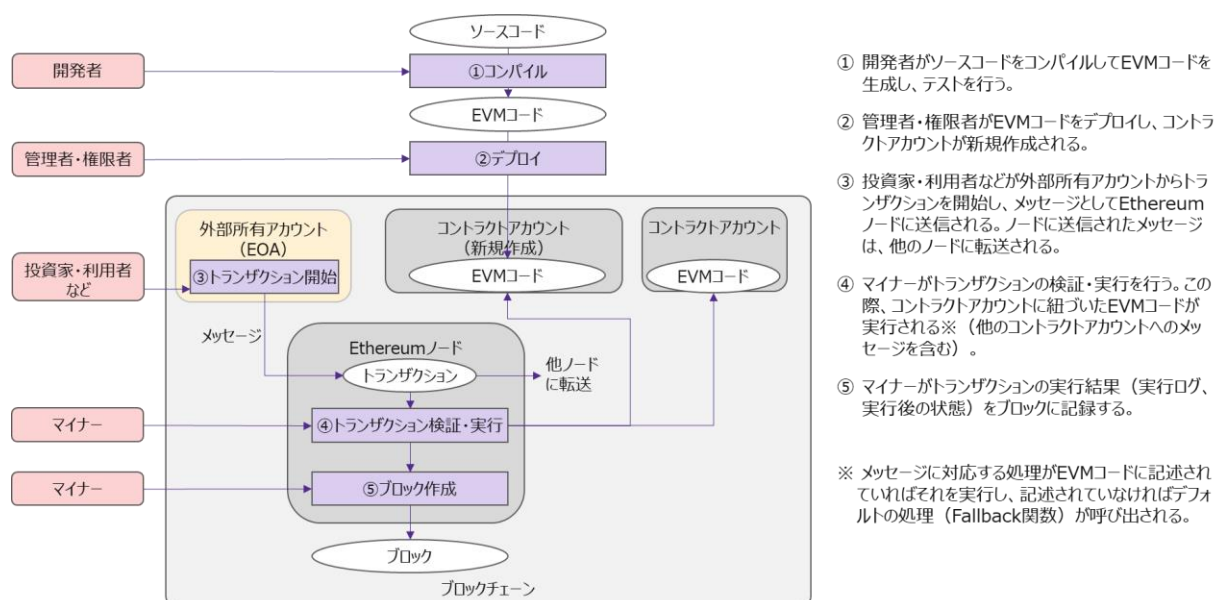 ソースコード
開発者
①コンパイル
EVMコード
管理者・権限者
②デプロイ
外部所有アカウント
(EOA)
コントラクトアカウント
(新規作成)
コントラクトアカウント
投資家・利用者
など
③トランザクション開始
EVMコード
EVMコード
メッセージ
Ethereumノード
トランザクション
他ノード
に転送
マイナー
④トランザクション検証・実行
マイナー
⑤ブロック作成
ブロック
ブロックチェーン
① 開発者がソースコードをコンパイルしてEVMコードを
生成し、テストを行う。
② 管理者・権限者がEVMコードをデプロイし、コントラ
クトアカウントが新規作成される。
③ 投資家・利用者などが外部所有アカウントからトラ
ンザクションを開始し、メッセージとしてEthereum
ノードに送信される。ノードに送信されたメッセージ
は、他のノードに転送される。
④ マイナーがトランザクションの検証・実行を行う。この
際、コントラクトアカウントに紐づいたEVMコードが
実行される※（他のコントラクトアカウントへのメッ
セージを含む）。
⑤ マイナーがトランザクションの実行結果（実行ログ、
実行後の状態）をブロックに記録する。
※ メッセージに対応する処理がEVMコードに記述され
ていればそれを実行し、記述されていなければデフォ
ルトの処理（Fallback関数）が呼び出される。